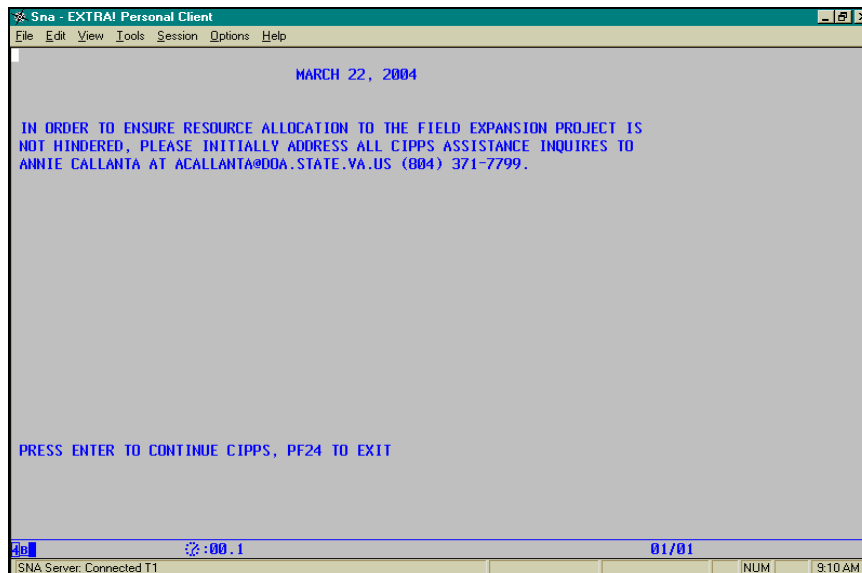 Sna - EXTRA! Personal Client
File Edit View Tools Session Options Help
MARCH 22, 2004
IN ORDER TO ENSURE RESOURCE ALLOCATION TO THE FIELD EXPANSION PROJECT IS
NOT HINDERED, PLEASE INITIALLY ADDRESS ALL CIPPS ASSISTANCE INQUIRES TO
ANNIE CALLANTA AT ACALLANTA@DOA.STATE.VA.US (804) 371-7799.
PRESS ENTER TO CONTINUE CIPPS, PF24 TO EXIT
4B :00.1 01/01
SNA Server: Connected T1 NUM 9:10 AM